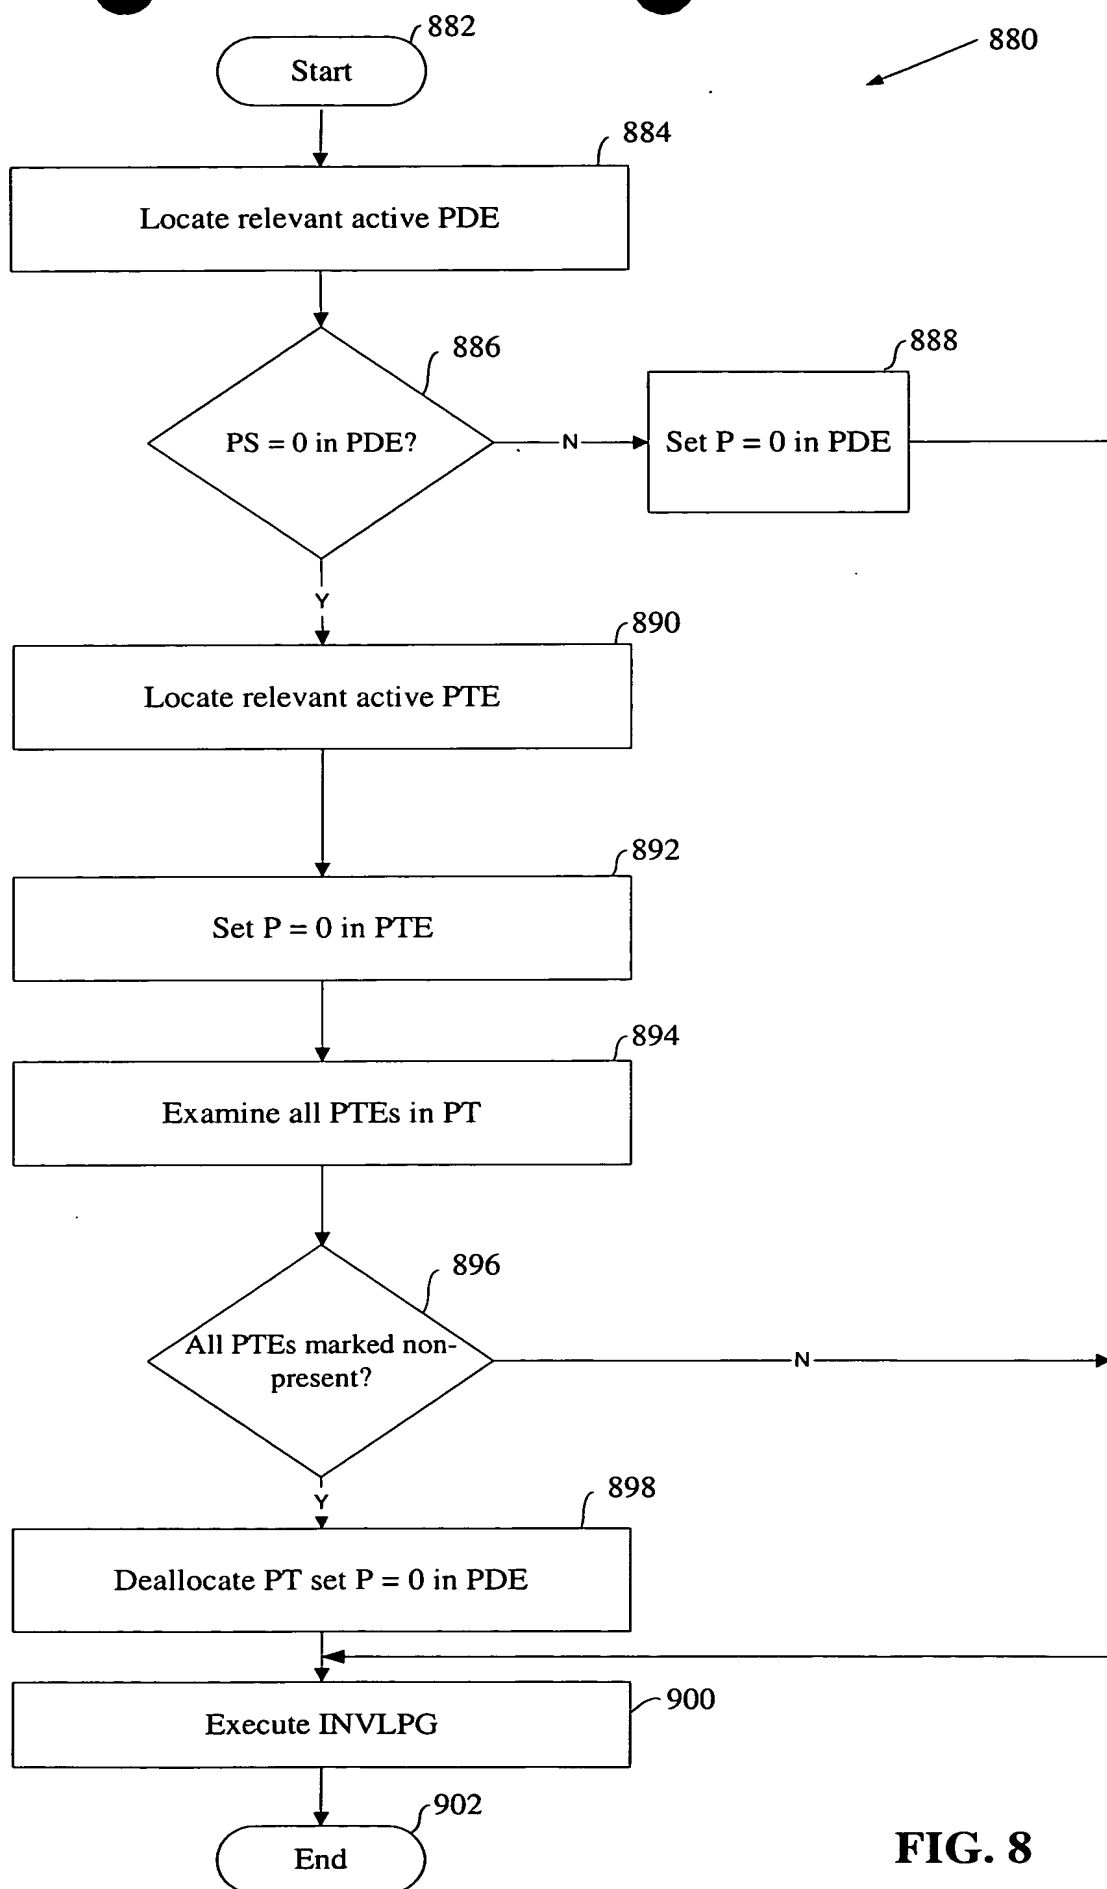 882
Start
880
884
Locate relevant active PDE
886
PS = 0 in PDE?
N
888
Set P = 0 in PDE
Y
890
Locate relevant active PTE
892
Set P = 0 in PTE
894
Examine all PTEs in PT
896
All PTEs marked non-
present?
N
Y
898
Deallocate PT set P = 0 in PDE
900
Execute INVLPG
902
End
FIG. 8